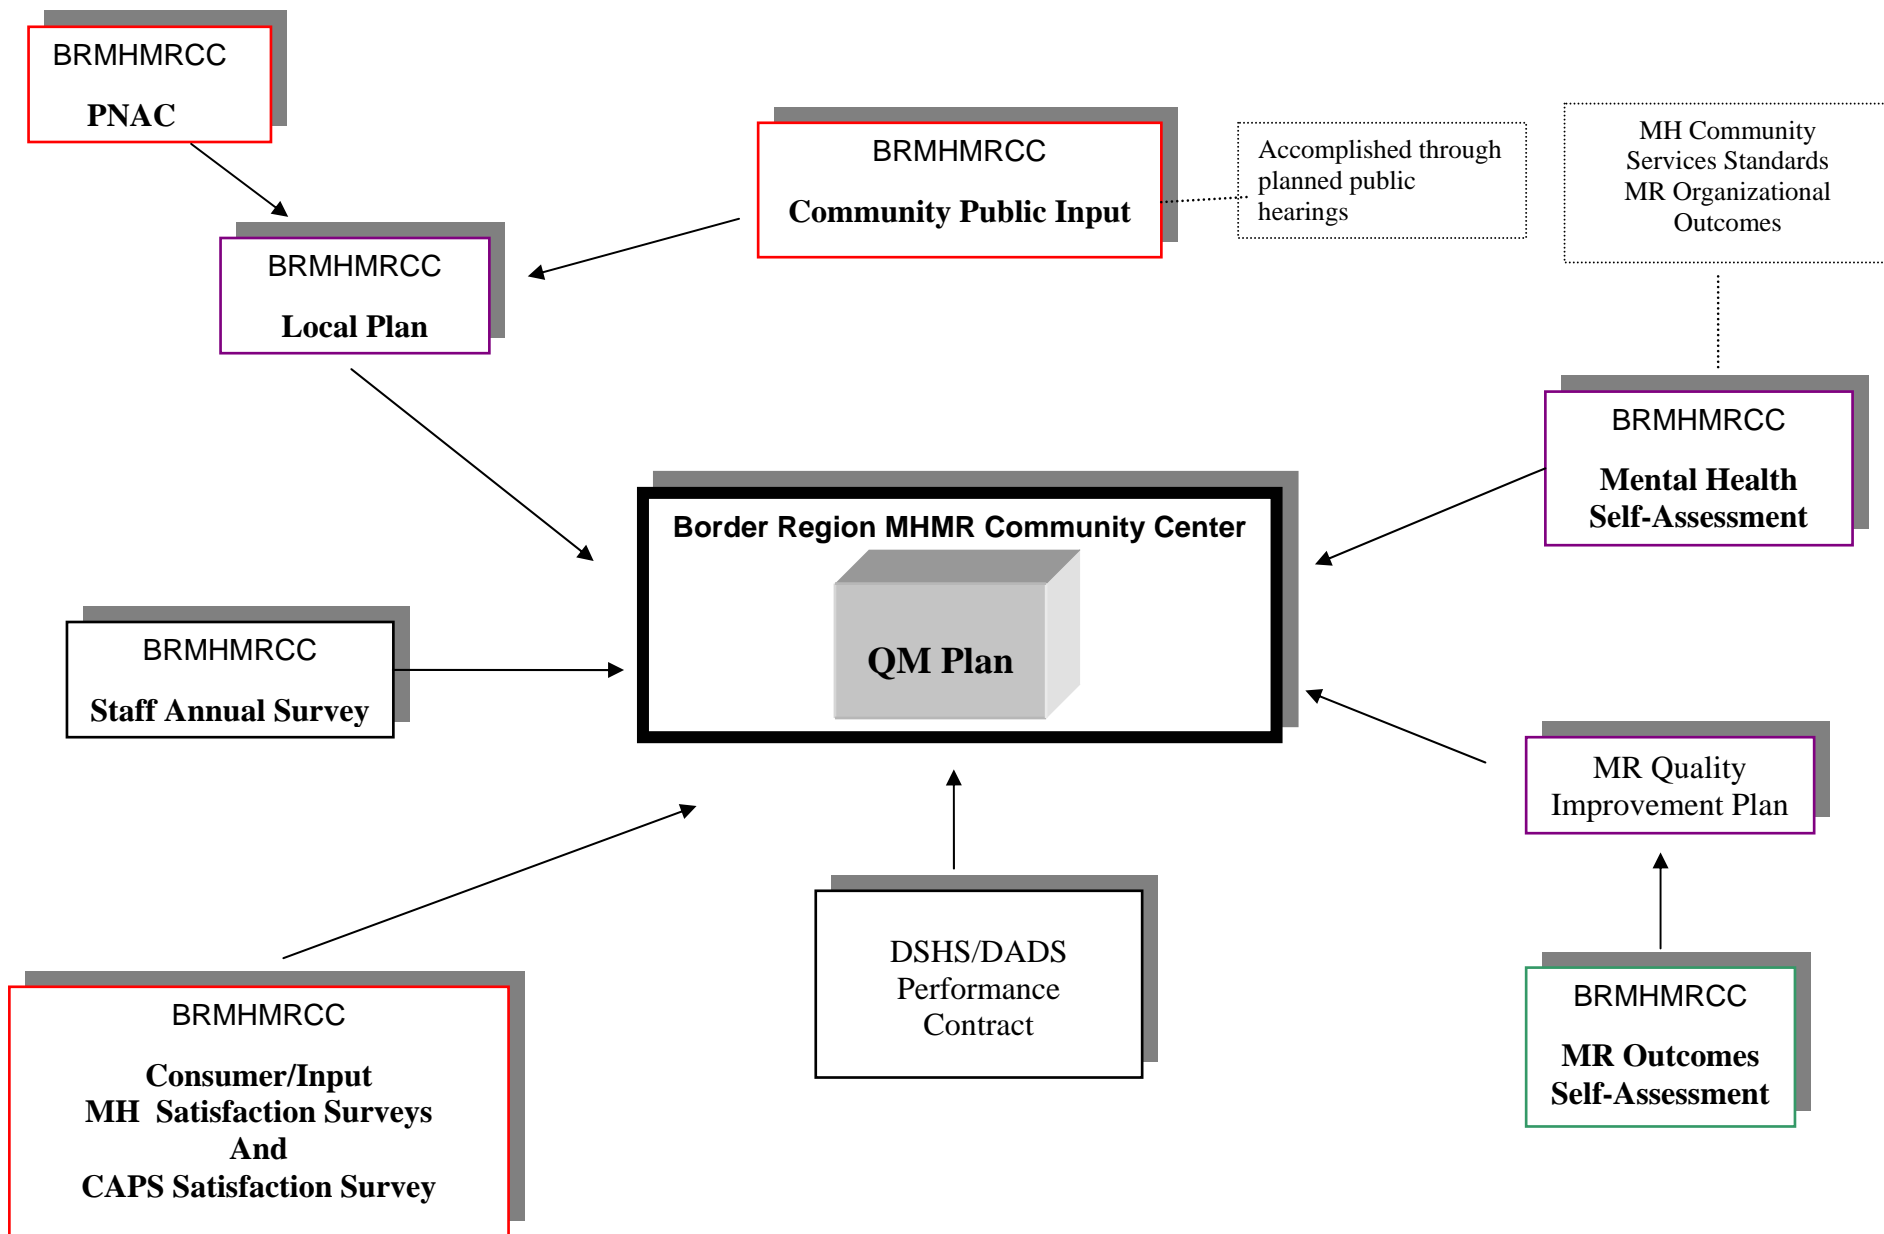 BRMHMRCC
PNAC
BRMHMRCC
Community Public Input
Accomplished through
planned public
hearings
MH Community
Services Standards
MR Organizational
Outcomes
BRMHMRCC
Local Plan
BRMHMRCC
Mental Health
Self-Assessment
Border Region MHMR Community Center
QM Plan
BRMHMRCC
Staff Annual Survey
MR Quality
Improvement Plan
DSHS/DADS
Performance
Contract
BRMHMRCC
MR Outcomes
Self-Assessment
BRMHMRCC
Consumer/Input
MH  Satisfaction Surveys
And
CAPS Satisfaction Survey